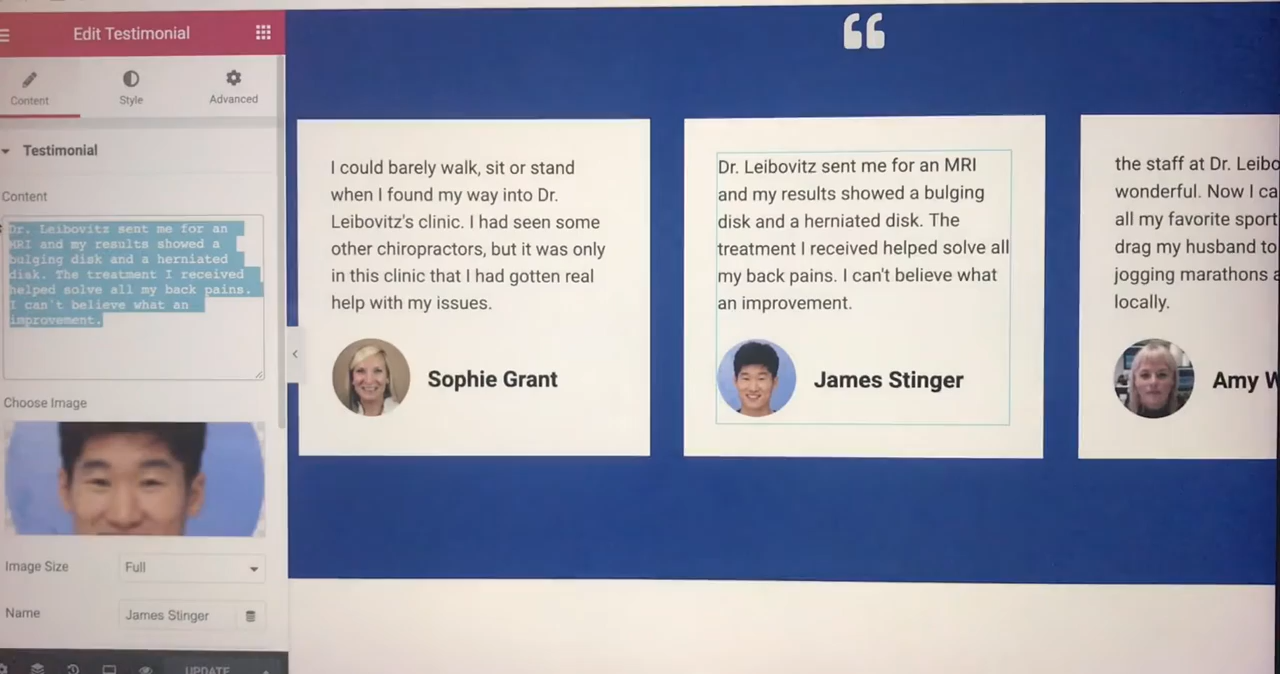 Edit Testimonial
Content
Style
Advanced
Testimonial
Content
Dr. Leibovitz sent me for an
MRI and my results showed a
bulging disk and a herniated
disk. The treatment I received
helped solve all my back pains.
I can't believe what an
improvement.
Choose Image
Image Size
Full
Name
James Stinger
UPDATE
“
I could barely walk, sit or stand
when I found my way into Dr.
Leibovitz's clinic. I had seen some
other chiropractors, but it was only
in this clinic that I had gotten real
help with my issues.
Sophie Grant
Dr. Leibovitz sent me for an MRI
and my results showed a bulging
disk and a herniated disk. The
treatment I received helped solve all
my back pains. I can't believe what
an improvement.
James Stinger
the staff at Dr. Leibo
wonderful. Now I ca
all my favorite sport
drag my husband to
jogging marathons
locally.
Amy W